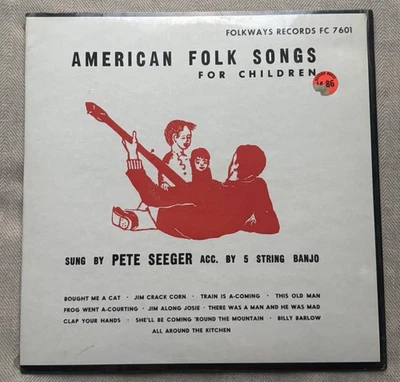 FOLKWAYS RECORDS FC 7601
AMERICAN FOLK SONGS
FOR CHILDREN
86
SUNG BY PETE SEEGER ACC. BY 5 STRING BANJO
BOUGHT ME A CAT · JIM CRACK CORN · TRAIN IS A-COMING · THIS OLD MAN
FROG WENT A-COURTING · JIM ALONG JOSIE · THERE WAS A MAN AND HE WAS MAD
CLAP YOUR HANDS · SHE'LL BE COMING 'ROUND THE MOUNTAIN · BILLY BARLOW
ALL AROUND THE KITCHEN